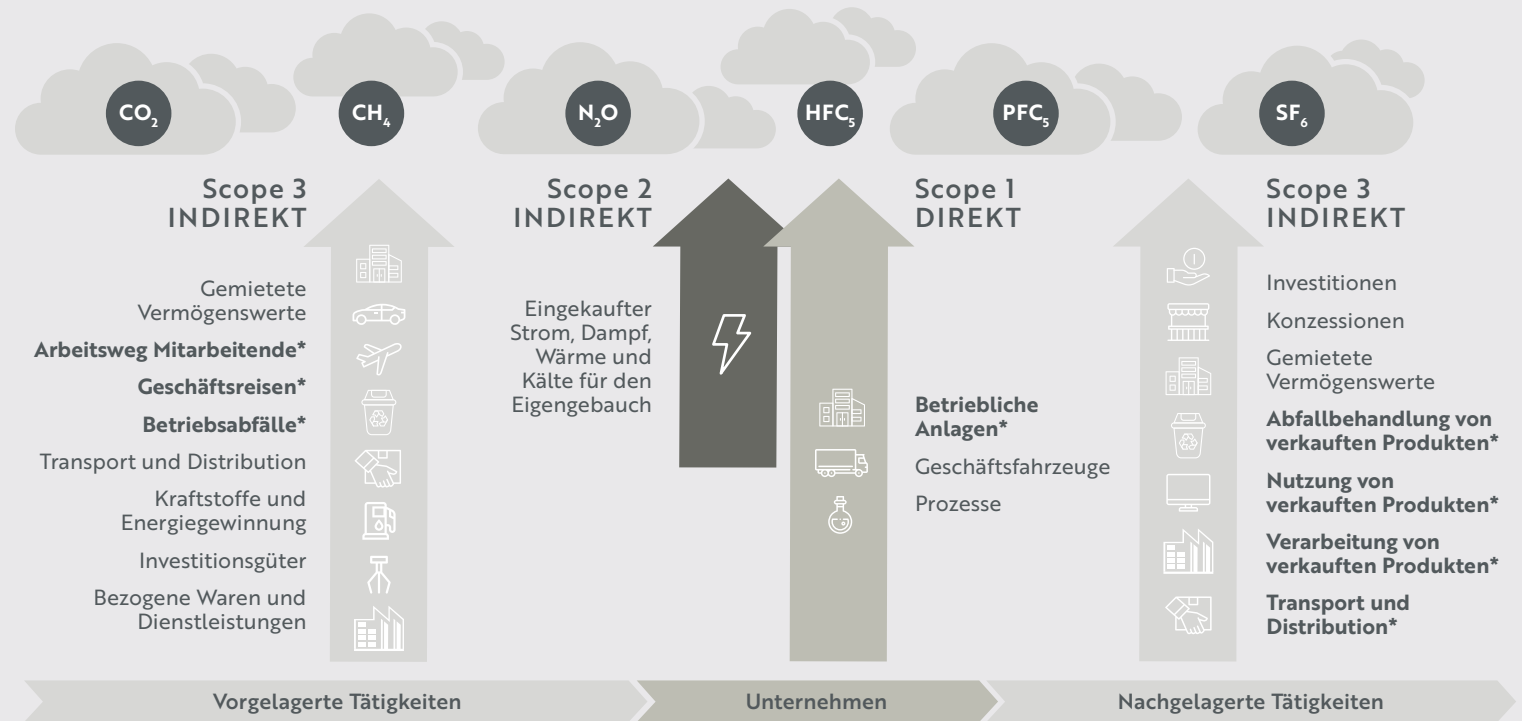 CO₂
CH₄
N₂O
HFC₅
PFC₅
SF₆
Scope 3
INDIREKT
Gemietete
Vermögenswerte
Arbeitsweg Mitarbeitende*
Geschäftsreisen*
Betriebsabfälle*
Transport und Distribution
Kraftstoffe und
Energiegewinnung
Investitionsgüter
Bezogene Waren und
Dienstleistungen
Scope 2
INDIREKT
Eingekaufter
Strom, Dampf,
Wärme und
Kälte für den
Eigengebauch
Scope 1
DIREKT
Betriebliche
Anlagen*
Geschäftsfahrzeuge
Prozesse
Scope 3
INDIREKT
Investitionen
Konzessionen
Gemietete
Vermögenswerte
Abfallbehandlung von
verkauften Produkten*
Nutzung von
verkauften Produkten*
Verarbeitung von
verkauften Produkten*
Transport und
Distribution*
Vorgelagerte Tätigkeiten
Unternehmen
Nachgelagerte Tätigkeiten